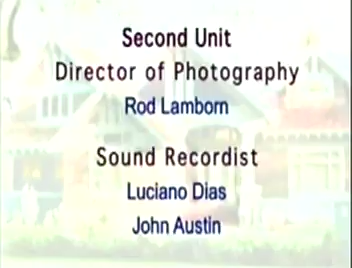 Second Unit
Director of Photography
Rod Lamborn
Sound Recordist
Luciano Dias
John Austin